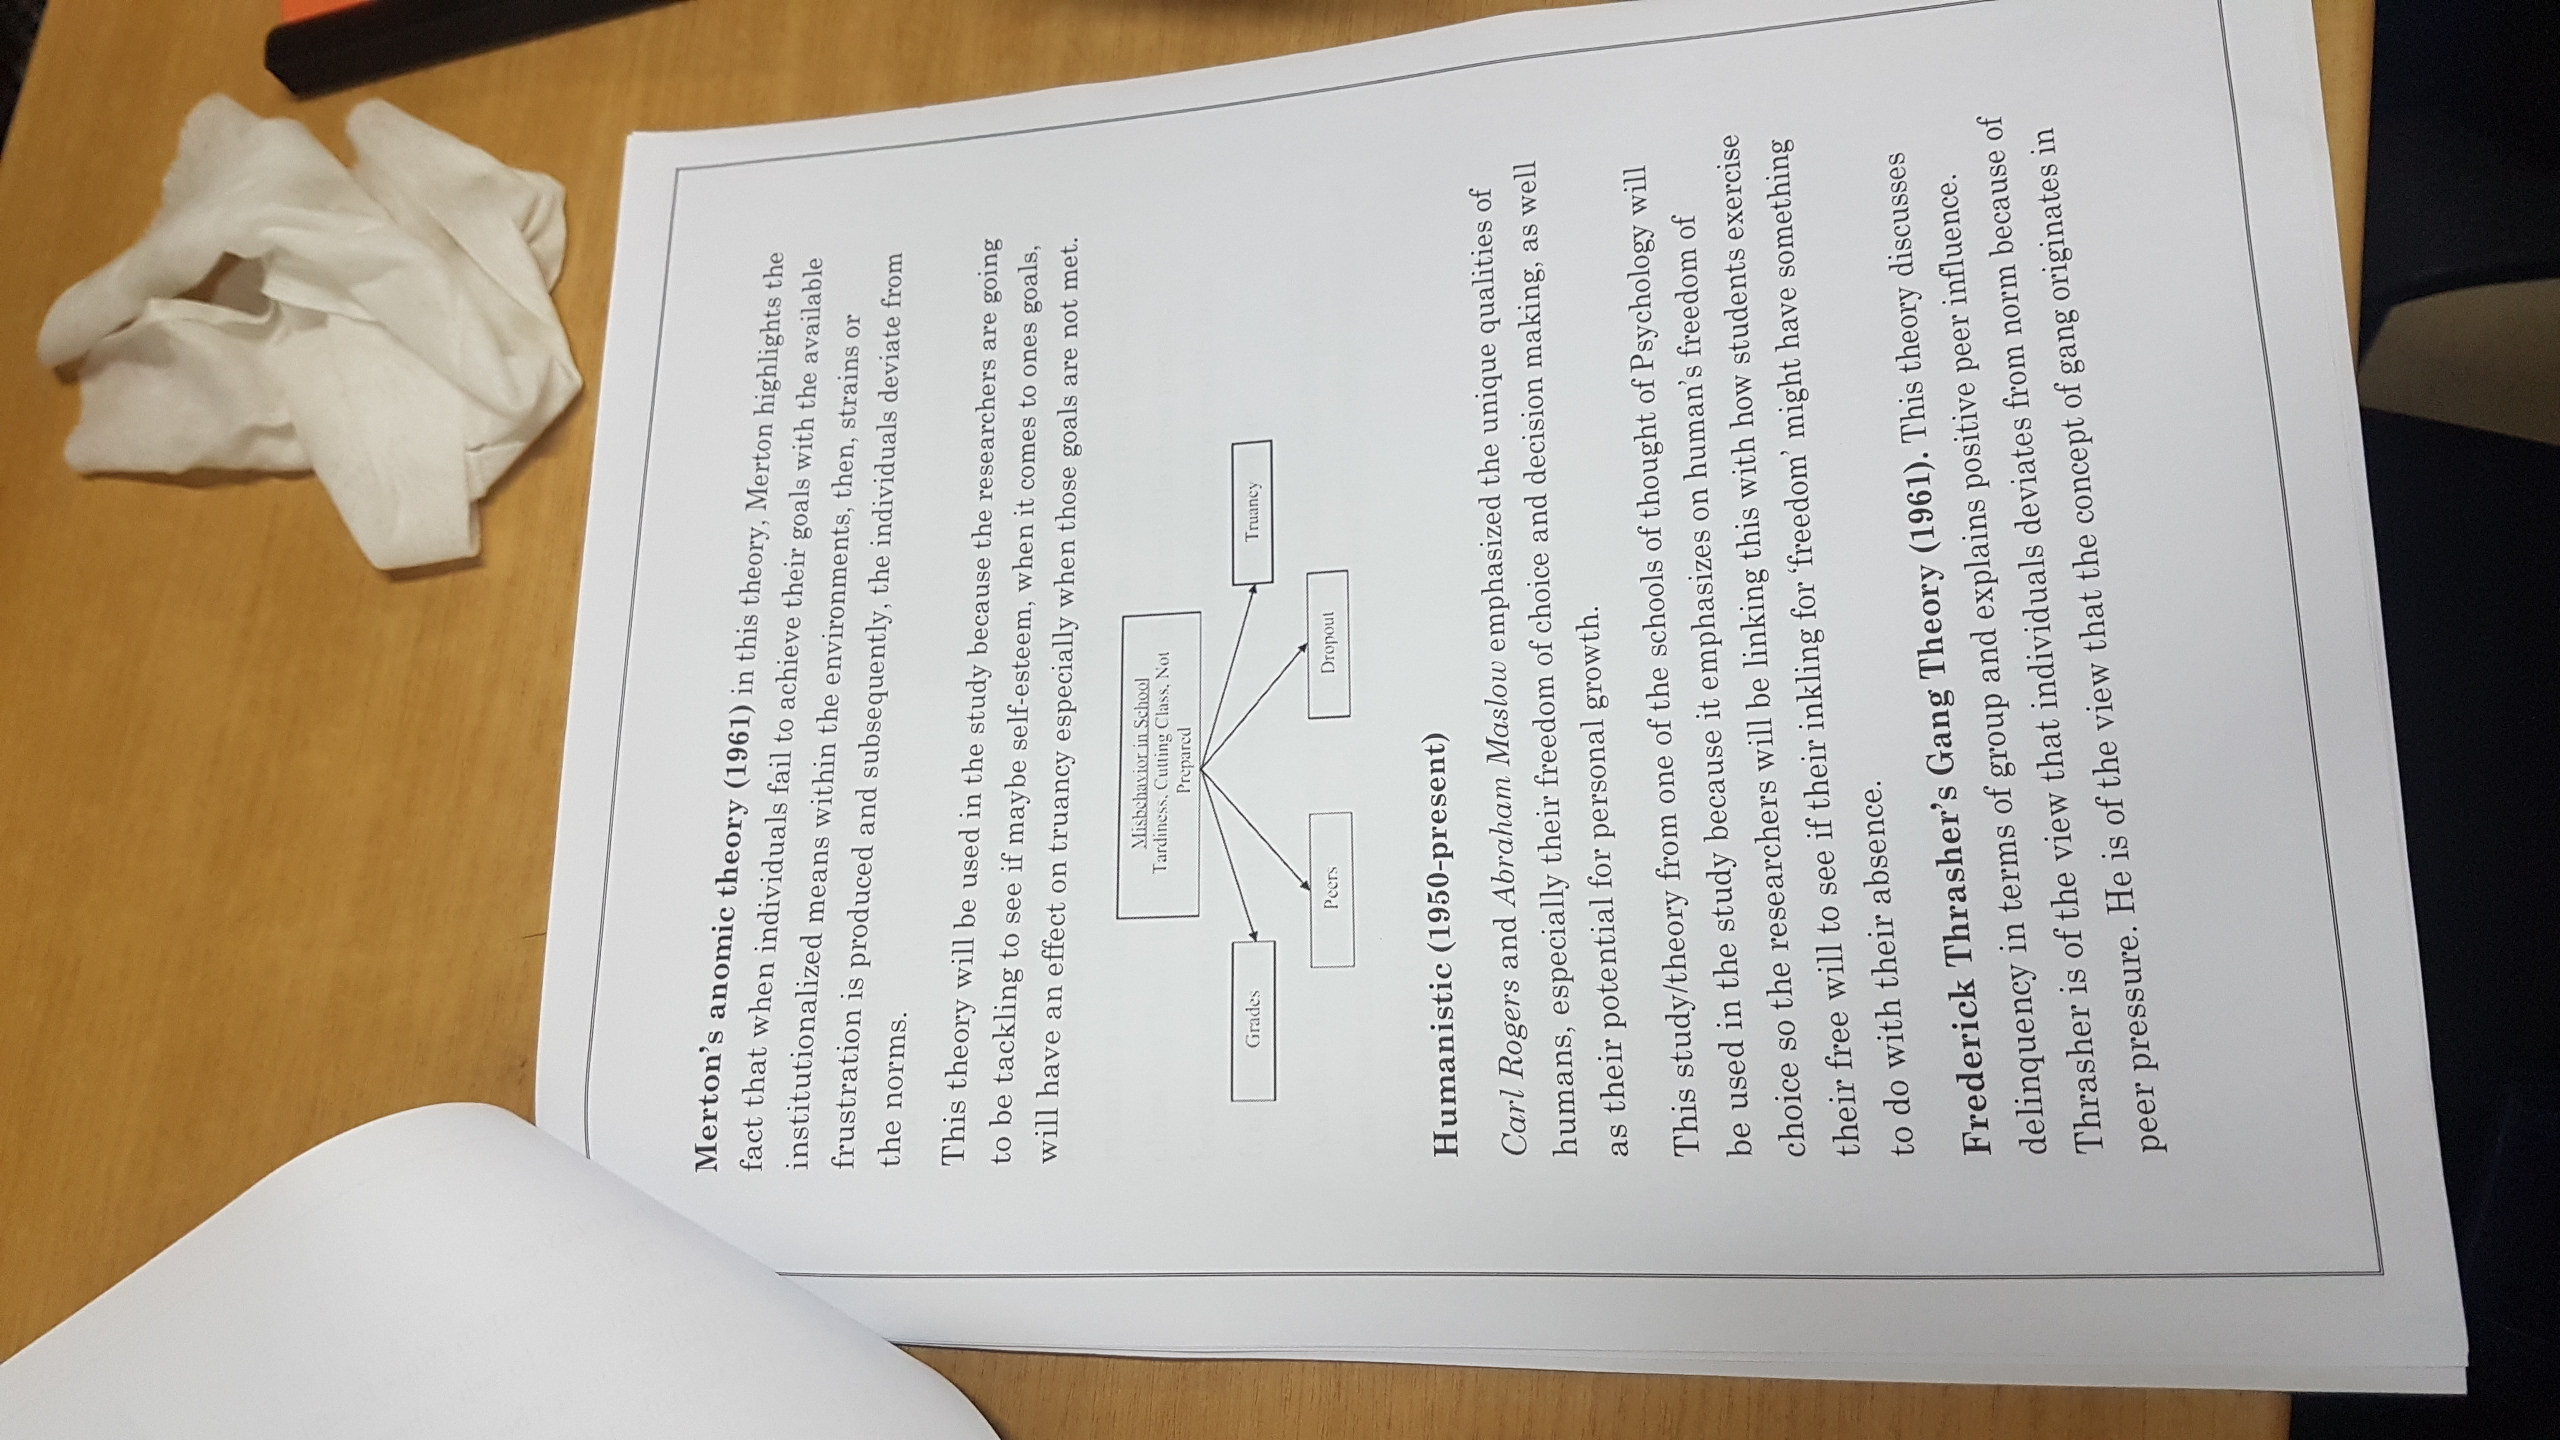 Merton's anomic theory (1961) in this theory, Merton highlights the
fact that when individuals fail to achieve their goals with the available
institutionalized means within the environments, then, strains or
frustration is produced and subsequently, the individuals deviate from
the norms.
This theory will be used in the study because the researchers are going
to be tackling to see if maybe self-esteem, when it comes to ones goals,
will have an effect on truancy especially when those goals are not met.
Misbehavior in School
Tardiness, Cutting Class, Not
Prepared
Grades
Truancy
Peers
Dropout
Humanistic (1950-present)
Carl Rogers and Abraham Maslow emphasized the unique qualities of
humans, especially their freedom of choice and decision making, as well
as their potential for personal growth.
This study/theory from one of the schools of thought of Psychology will
be used in the study because it emphasizes on human's freedom of
choice so the researchers will be linking this with how students exercise
their free will to see if their inkling for 'freedom' might have something
to do with their absence.
Frederick Thrasher's Gang Theory (1961). This theory discusses
delinquency in terms of group and explains positive peer influence.
Thrasher is of the view that individuals deviates from norm because of
peer pressure. He is of the view that the concept of gang originates in